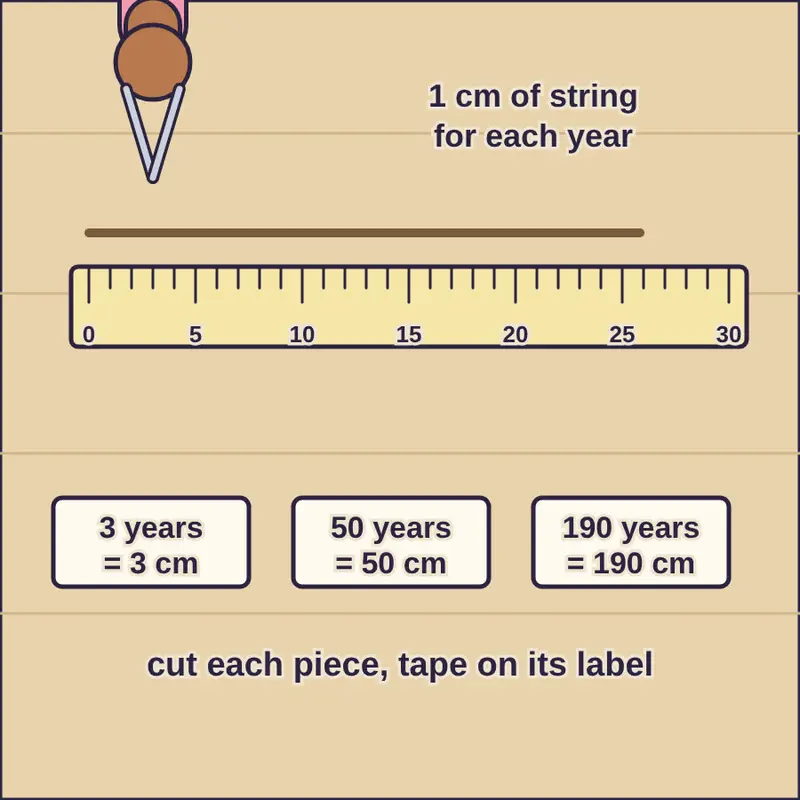 1 cm of string
for each year
0 5 10 15 20 25 30
3 years
= 3 cm
50 years
= 50 cm
190 years
= 190 cm
cut each piece, tape on its label